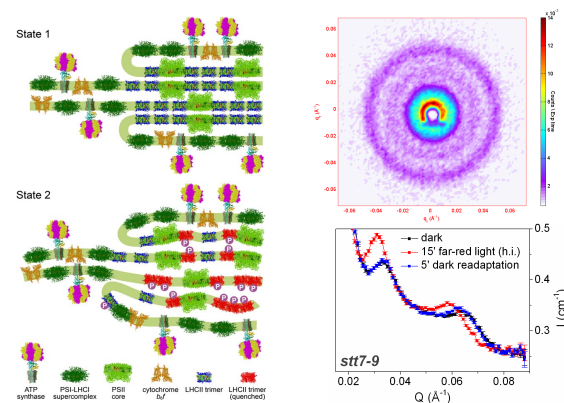 State 1
State 2
P
P
P
P
P
P
P
P
P
P
P
ATP
synthase
PSI-LHCI
supercomplex
PSII
core
cytochrome
b₆f
LHCII trimer
LHCII trimer
(quenched)
x 10⁻³
14
12
10
8
6
4
2
Counts \ Exp time
0.06
0.04
0.02
0
-0.02
-0.04
-0.06
-0.06
-0.04
-0.02
0
0.02
0.04
0.06
(Å⁻¹)
dark
15' far-red light (h.i.)
5' dark readaptation
0.5
0.4
0.3
I (cm⁻¹)
stt7-9
0.02
0.04
0.06
0.08
Q (Å⁻¹)